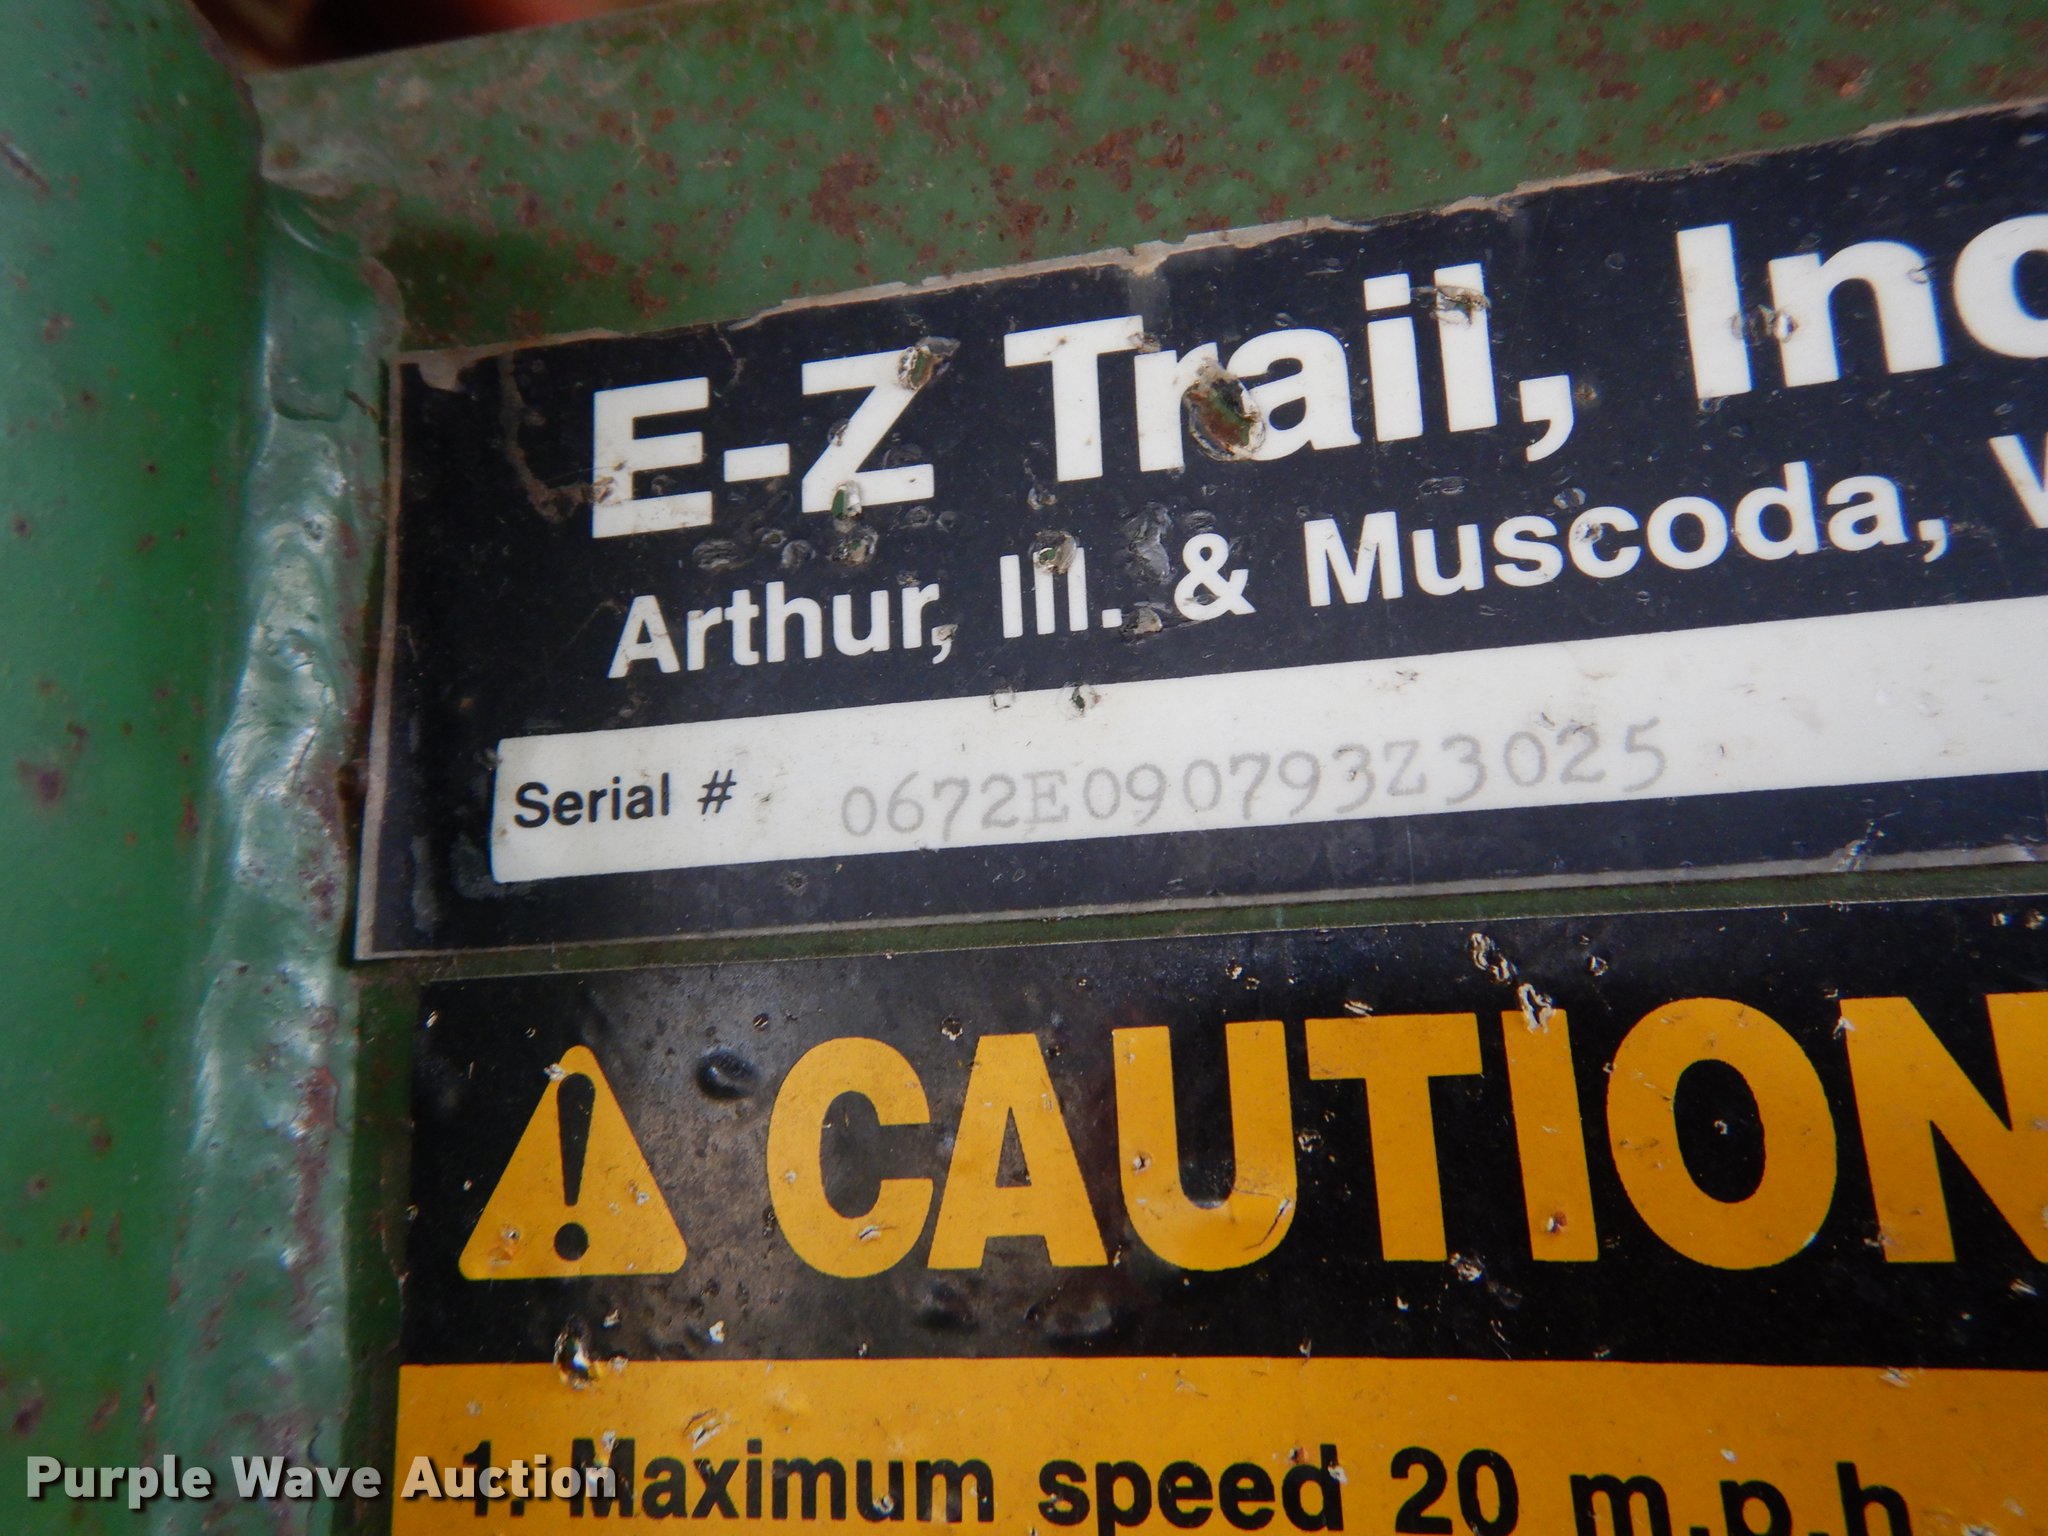 E-Z Trail, Inc
Arthur, Ill. & Muscoda, W
Serial # 0672E090793Z3025
CAUTION
1. Maximum speed 20 m.p.h
Purple Wave Auction